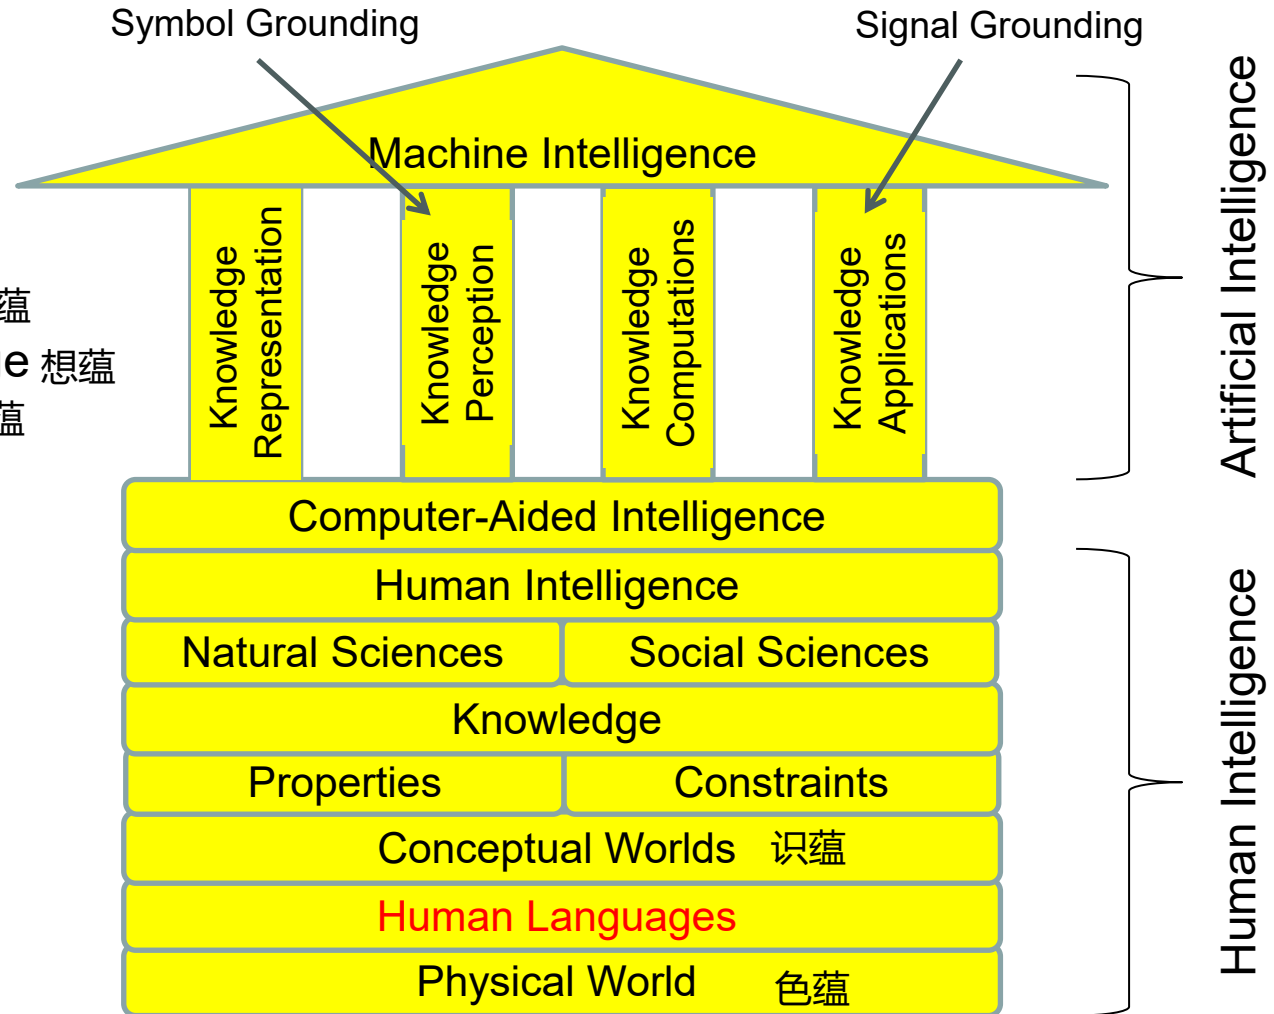 Symbol Grounding
Signal Grounding
Machine Intelligence
Knowledge
Representation
Knowledge
Perception
Knowledge
Computations
Knowledge
Applications
Artificial Intelligence
蕴
e 想蕴
蕴
Computer-Aided Intelligence
Human Intelligence
Natural Sciences
Social Sciences
Knowledge
Properties
Constraints
Conceptual Worlds 识蕴
Human Languages
Physical World 色蕴
Human Intelligence